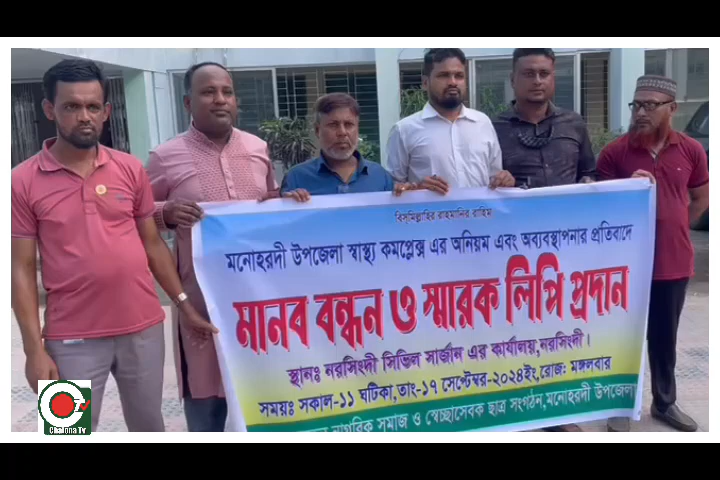 বিস্‌মিল্লাহির রাহমানির রাহিম
মনোহরদী উপজেলা স্বাস্থ্য কমপ্লেক্স এর অনিয়ম এবং অব্যবস্থাপনার প্রতিবাদে
মানব বন্ধন ও স্মারক লিপি প্রদান
স্থানঃ নরসিংদী সিভিল সার্জান এর কার্যালয়,নরসিংদী।
সময়ঃ সকাল-১১ ঘটিকা,তাং-১৭ সেপ্টেম্বর-২০২৪ইং,রোজ: মঙ্গলবার
নাগরিক সমাজ ও স্বেচ্ছাসেবক ছাত্র সংগঠন,মনোহরদী উপজেলা
TV
Chalona Tv